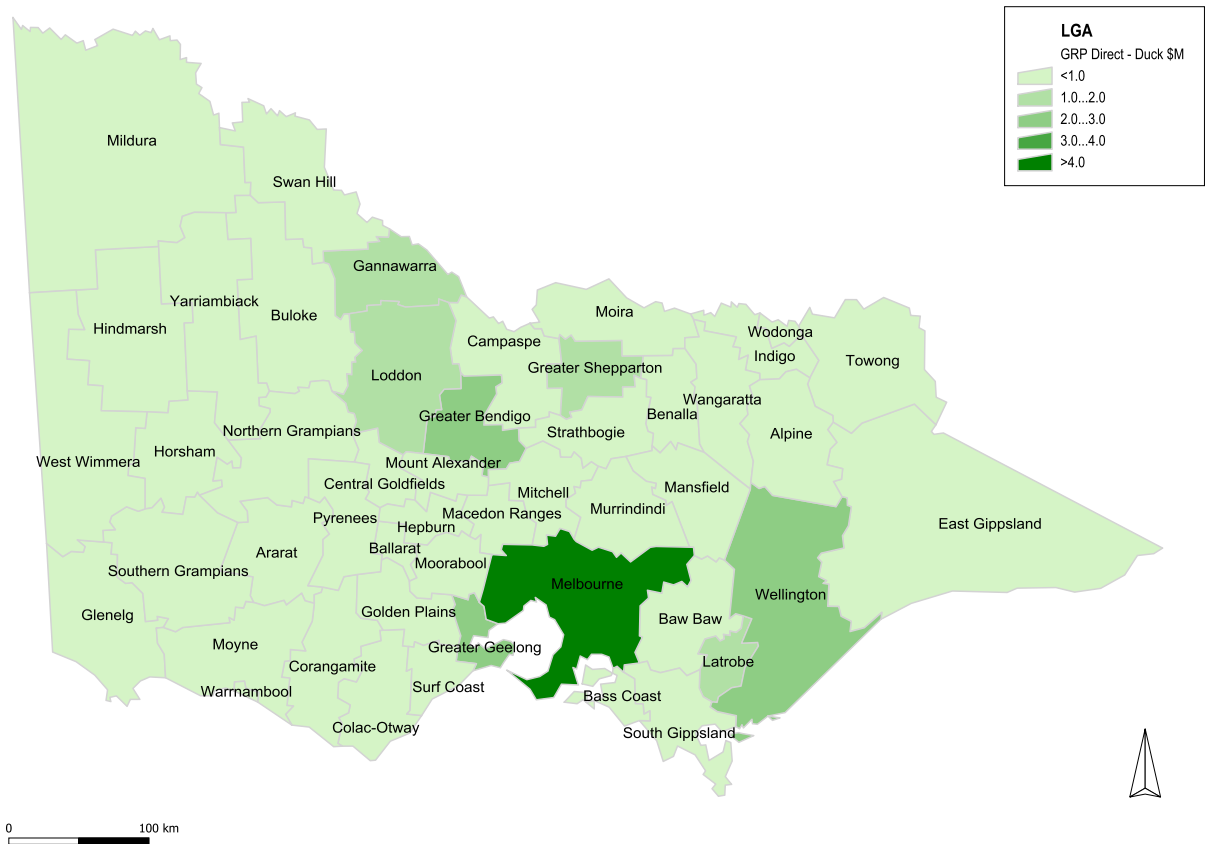 LGA
GRP Direct - Duck $M
<1.0
1.0...2.0
2.0...3.0
3.0...4.0
>4.0
Mildura
Swan Hill
Gannawarra
Yarriambiack
Buloke
Hindmarsh
Moira
Wodonga
Campaspe
Indigo
Towong
Greater Shepparton
Loddon
Wangaratta
Benalla
Greater Bendigo
Northern Grampians
Strathbogie
Alpine
Horsham
West Wimmera
Mount Alexander
Central Goldfields
Mansfield
Mitchell
Murrindindi
Macedon Ranges
Pyrenees
Hepburn
East Gippsland
Ararat
Ballarat
Moorabool
Southern Grampians
Melbourne
Wellington
Glenelg
Golden Plains
Baw Baw
Moyne
Greater Geelong
Corangamite
Latrobe
Warrnambool
Surf Coast
Bass Coast
Colac-Otway
South Gippsland
0
100 km